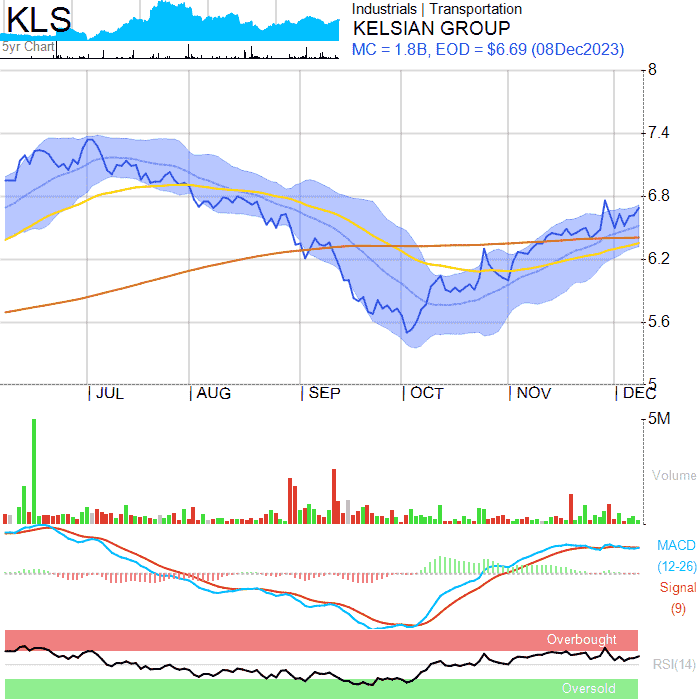 KLS
5yr Chart
Industrials | Transportation
KELSIAN GROUP
MC = 1.8B, EOD = $6.69 (08Dec2023)
8
7.4
6.8
6.2
5.6
5
JUL AUG SEP OCT NOV DEC
5M
Volume
MACD
(12-26)
Signal
(9)
Overbought
RSI(14)
Oversold